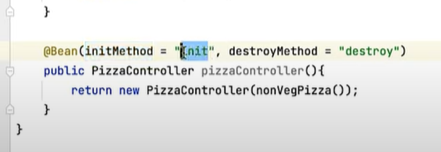 }
@Bean(initMethod = "init", destroyMethod = "destroy")
public PizzaController pizzaController(){
return new PizzaController(nonVegPizza());
}
}